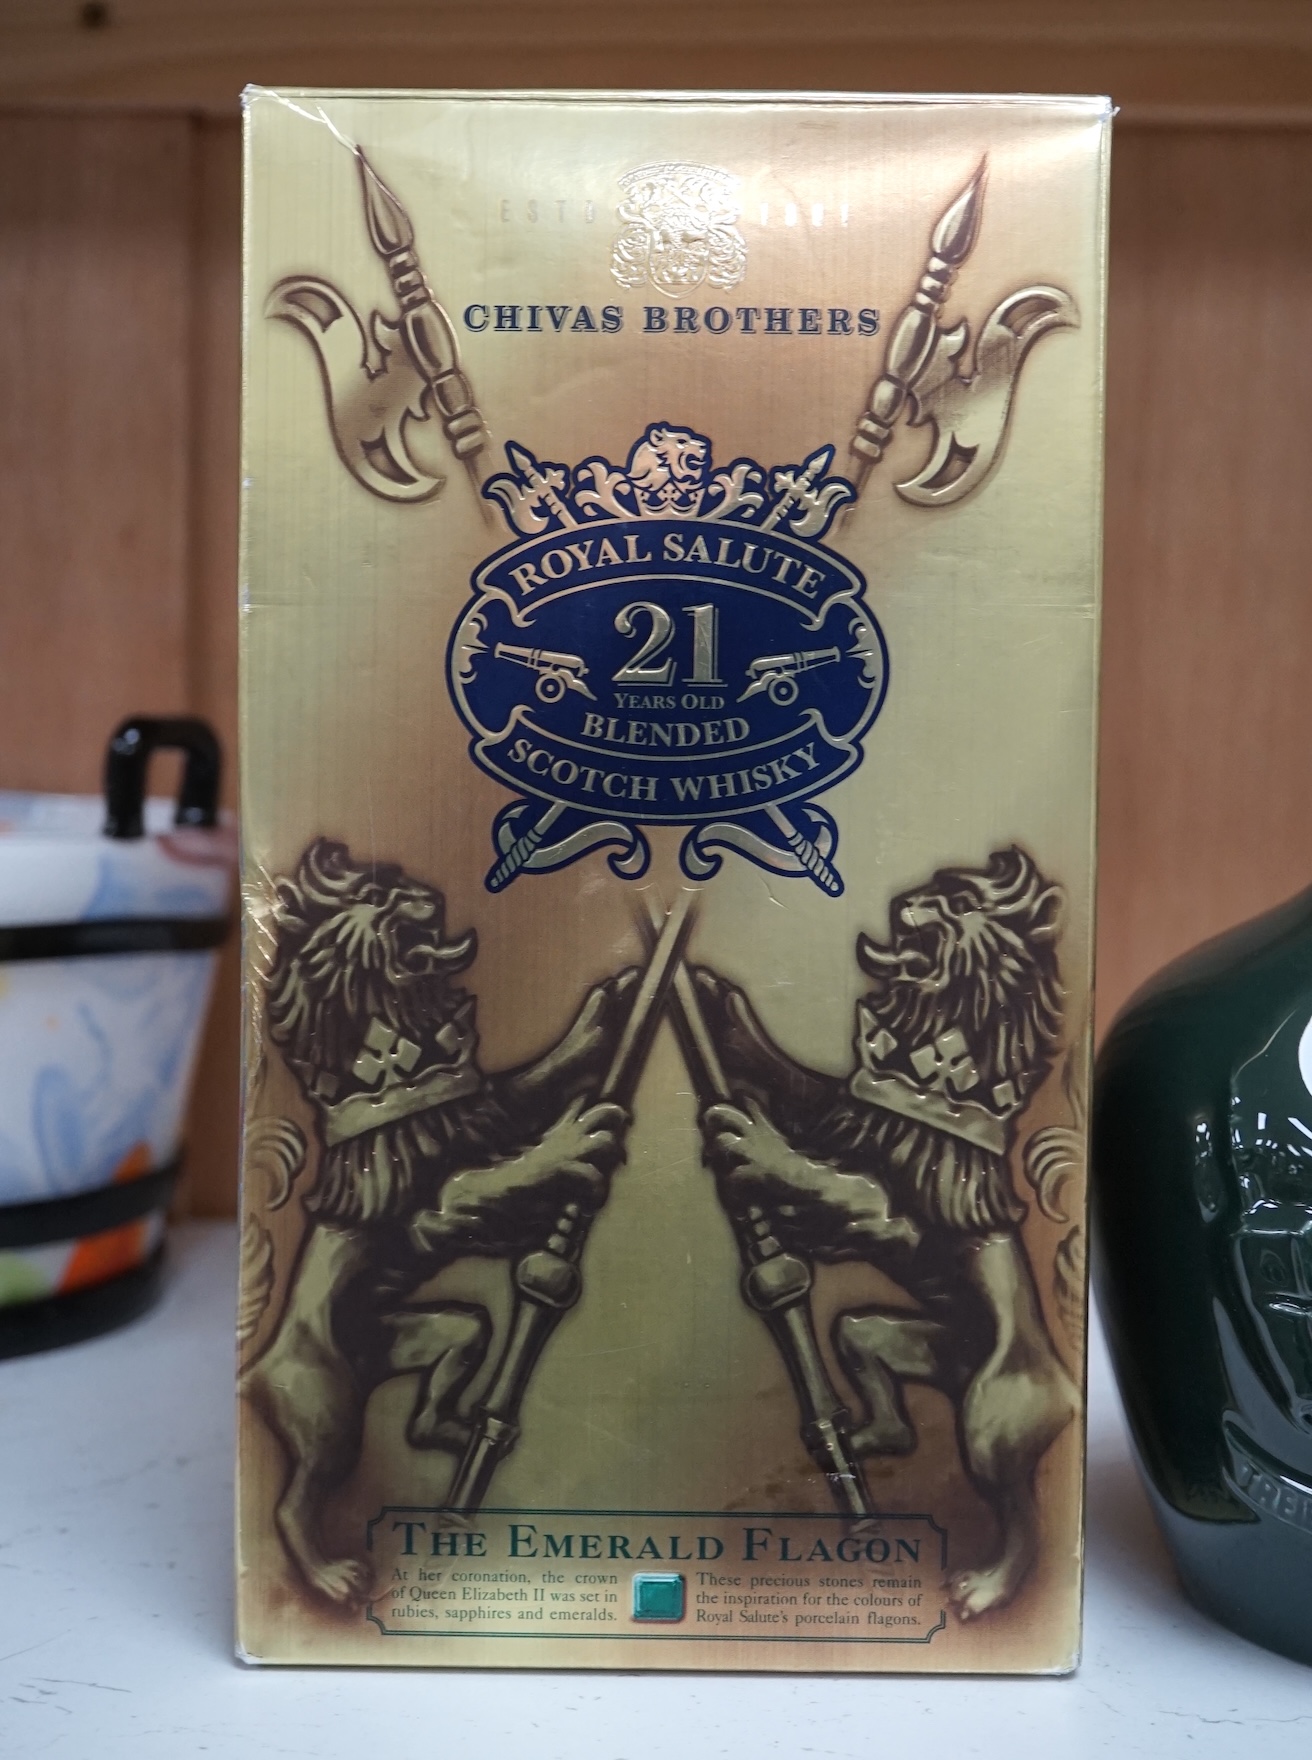 ESTD 1801
CHIVAS BROTHERS
ROYAL SALUTE
21
YEARS OLD
BLENDED
SCOTCH WHISKY
THE EMERALD FLAGON
At her coronation, the crown
of Queen Elizabeth II was set in
rubies, sapphires and emeralds.
These precious stones remain
the inspiration for the colours of
Royal Salute's porcelain flagons.